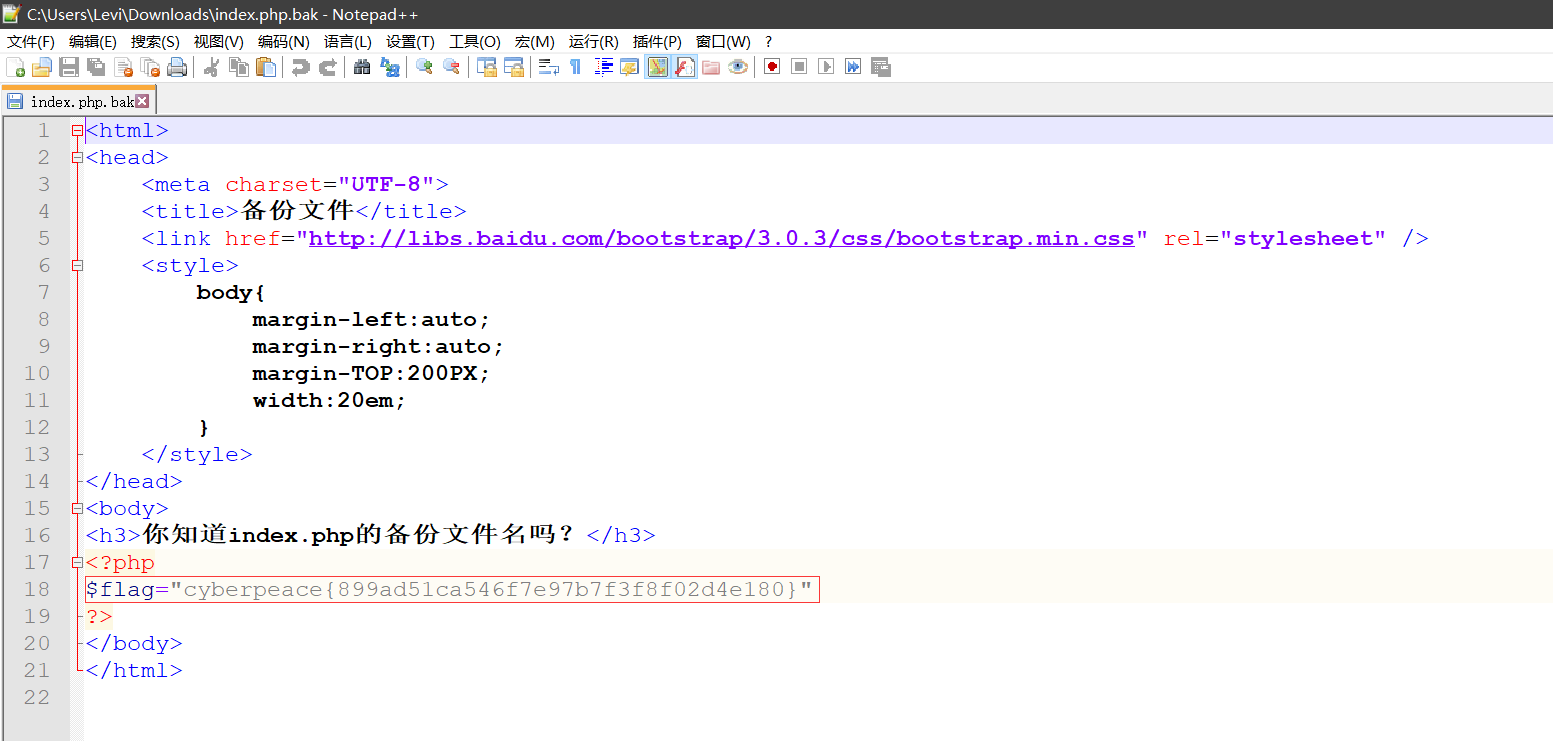 C:\Users\Levi\Downloads\index.php.bak - Notepad++
文件(F) 编辑(E) 搜索(S) 视图(V) 编码(N) 语言(L) 设置(T) 工具(O) 宏(M) 运行(R) 插件(P) 窗口(W) ?
index.php.bak
1 <html>
2 <head>
3 <meta charset="UTF-8">
4 <title>备份文件</title>
5 <link href="http://libs.baidu.com/bootstrap/3.0.3/css/bootstrap.min.css" rel="stylesheet" />
6 <style>
7 body{
8 margin-left:auto;
9 margin-right:auto;
10 margin-TOP:200PX;
11 width:20em;
12 }
13 </style>
14 </head>
15 <body>
16 <h3>你知道index.php的备份文件名吗？</h3>
17 <?php
18 $flag="cyberpeace{899ad51ca546f7e97b7f3f8f02d4e180}"
19 ?>
20 </body>
21 </html>
22